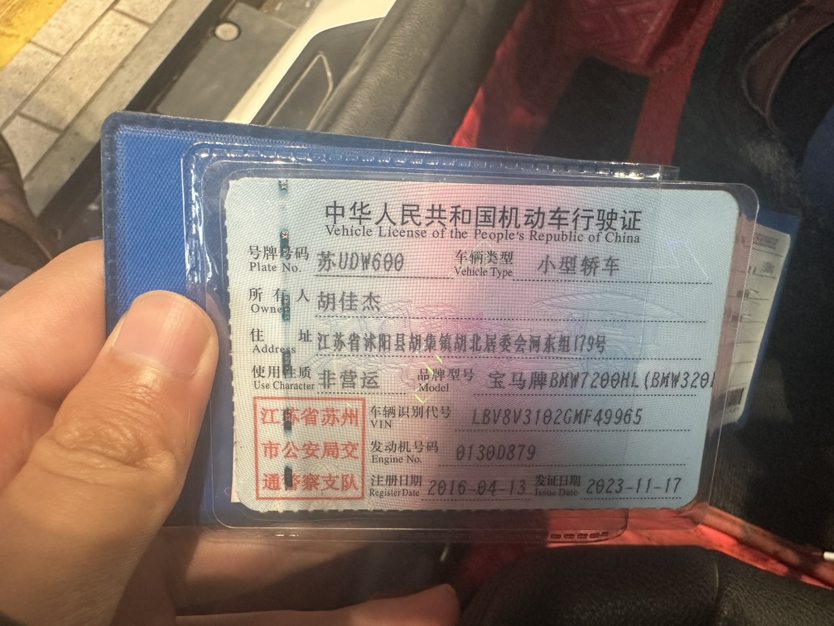 中华人民共和国机动车行驶证
Vehicle License of the People's Republic of China
号牌号码 Plate No. 苏UDW600 车辆类型 Vehicle Type 小型轿车
所有人 Owner 胡佳杰
住址 Address 江苏省沭阳县胡集镇胡北居委会河东组179号
使用性质 Use Character 非营运 品牌型号 Model 宝马牌BMW7200HL(BMW320l
江苏省苏州 车辆识别代号 VIN LBV8V3102GMF49965
市公安局交 发动机号码 Engine No. 0130D879
通警察支队 注册日期 Register Date 2016-04-13 发证日期 Issue Date 2023-11-17